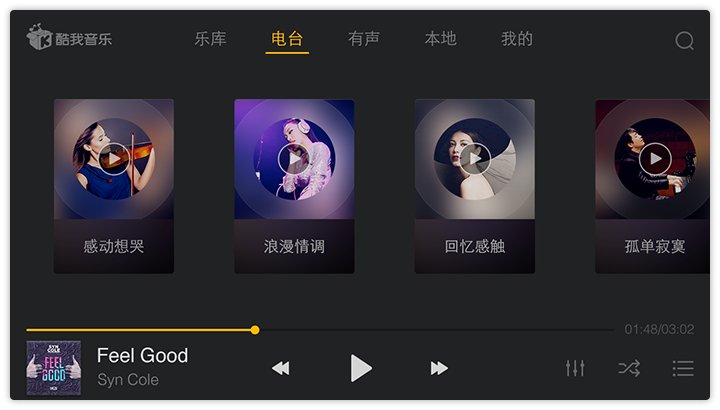 酷我音乐
乐库
电台
有声
本地
我的
感动想哭
浪漫情调
回忆感触
孤单寂寞
01:48/03:02
SYN
COLE
FEEL
GOOD
Feel Good
Syn Cole